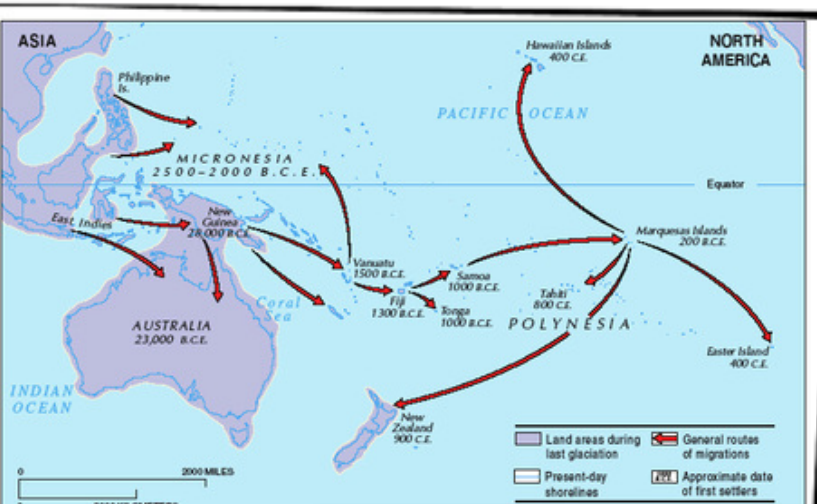 ASIA
NORTH
AMERICA
Hawaiian Islands
400 C.E.
Philippine
Is.
PACIFIC OCEAN
MICRONESIA
2500–2000 B.C.E.
Equator
East Indies
New
Guinea
28,000 B.C.E.
Marquesas Islands
200 B.C.E.
Vanuatu
1500 B.C.E.
Samoa
1000 B.C.E.
Fiji
1300 B.C.E.
Tonga
1000 B.C.E.
Tahiti
800 C.E.
Coral
Sea
POLYNESIA
AUSTRALIA
23,000 B.C.E.
Easter Island
400 C.E.
INDIAN
OCEAN
New
Zealand
900 C.E.
Land areas during
last glaciation
General routes
of migrations
Present-day
shorelines
Approximate date
of first settlers
0
2000 MILES